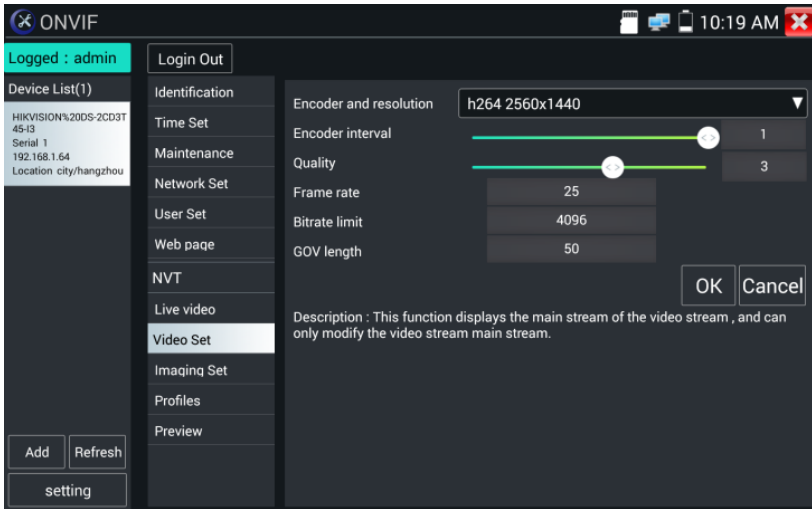 ONVIF
10:19 AM
Logged : admin
Login Out
Device List(1)
HIKVISION%20DS-2CD3T
45-I3
Serial 1
192.168.1.64
Location city/hangzhou
Add
Refresh
setting
Identification
Time Set
Maintenance
Network Set
User Set
Web page
NVT
Live video
Video Set
Imaging Set
Profiles
Preview
Encoder and resolution h264 2560x1440
Encoder interval 1
Quality 3
Frame rate 25
Bitrate limit 4096
GOV length 50
OK Cancel
Description : This function displays the main stream of the video stream , and can
only modify the video stream main stream.